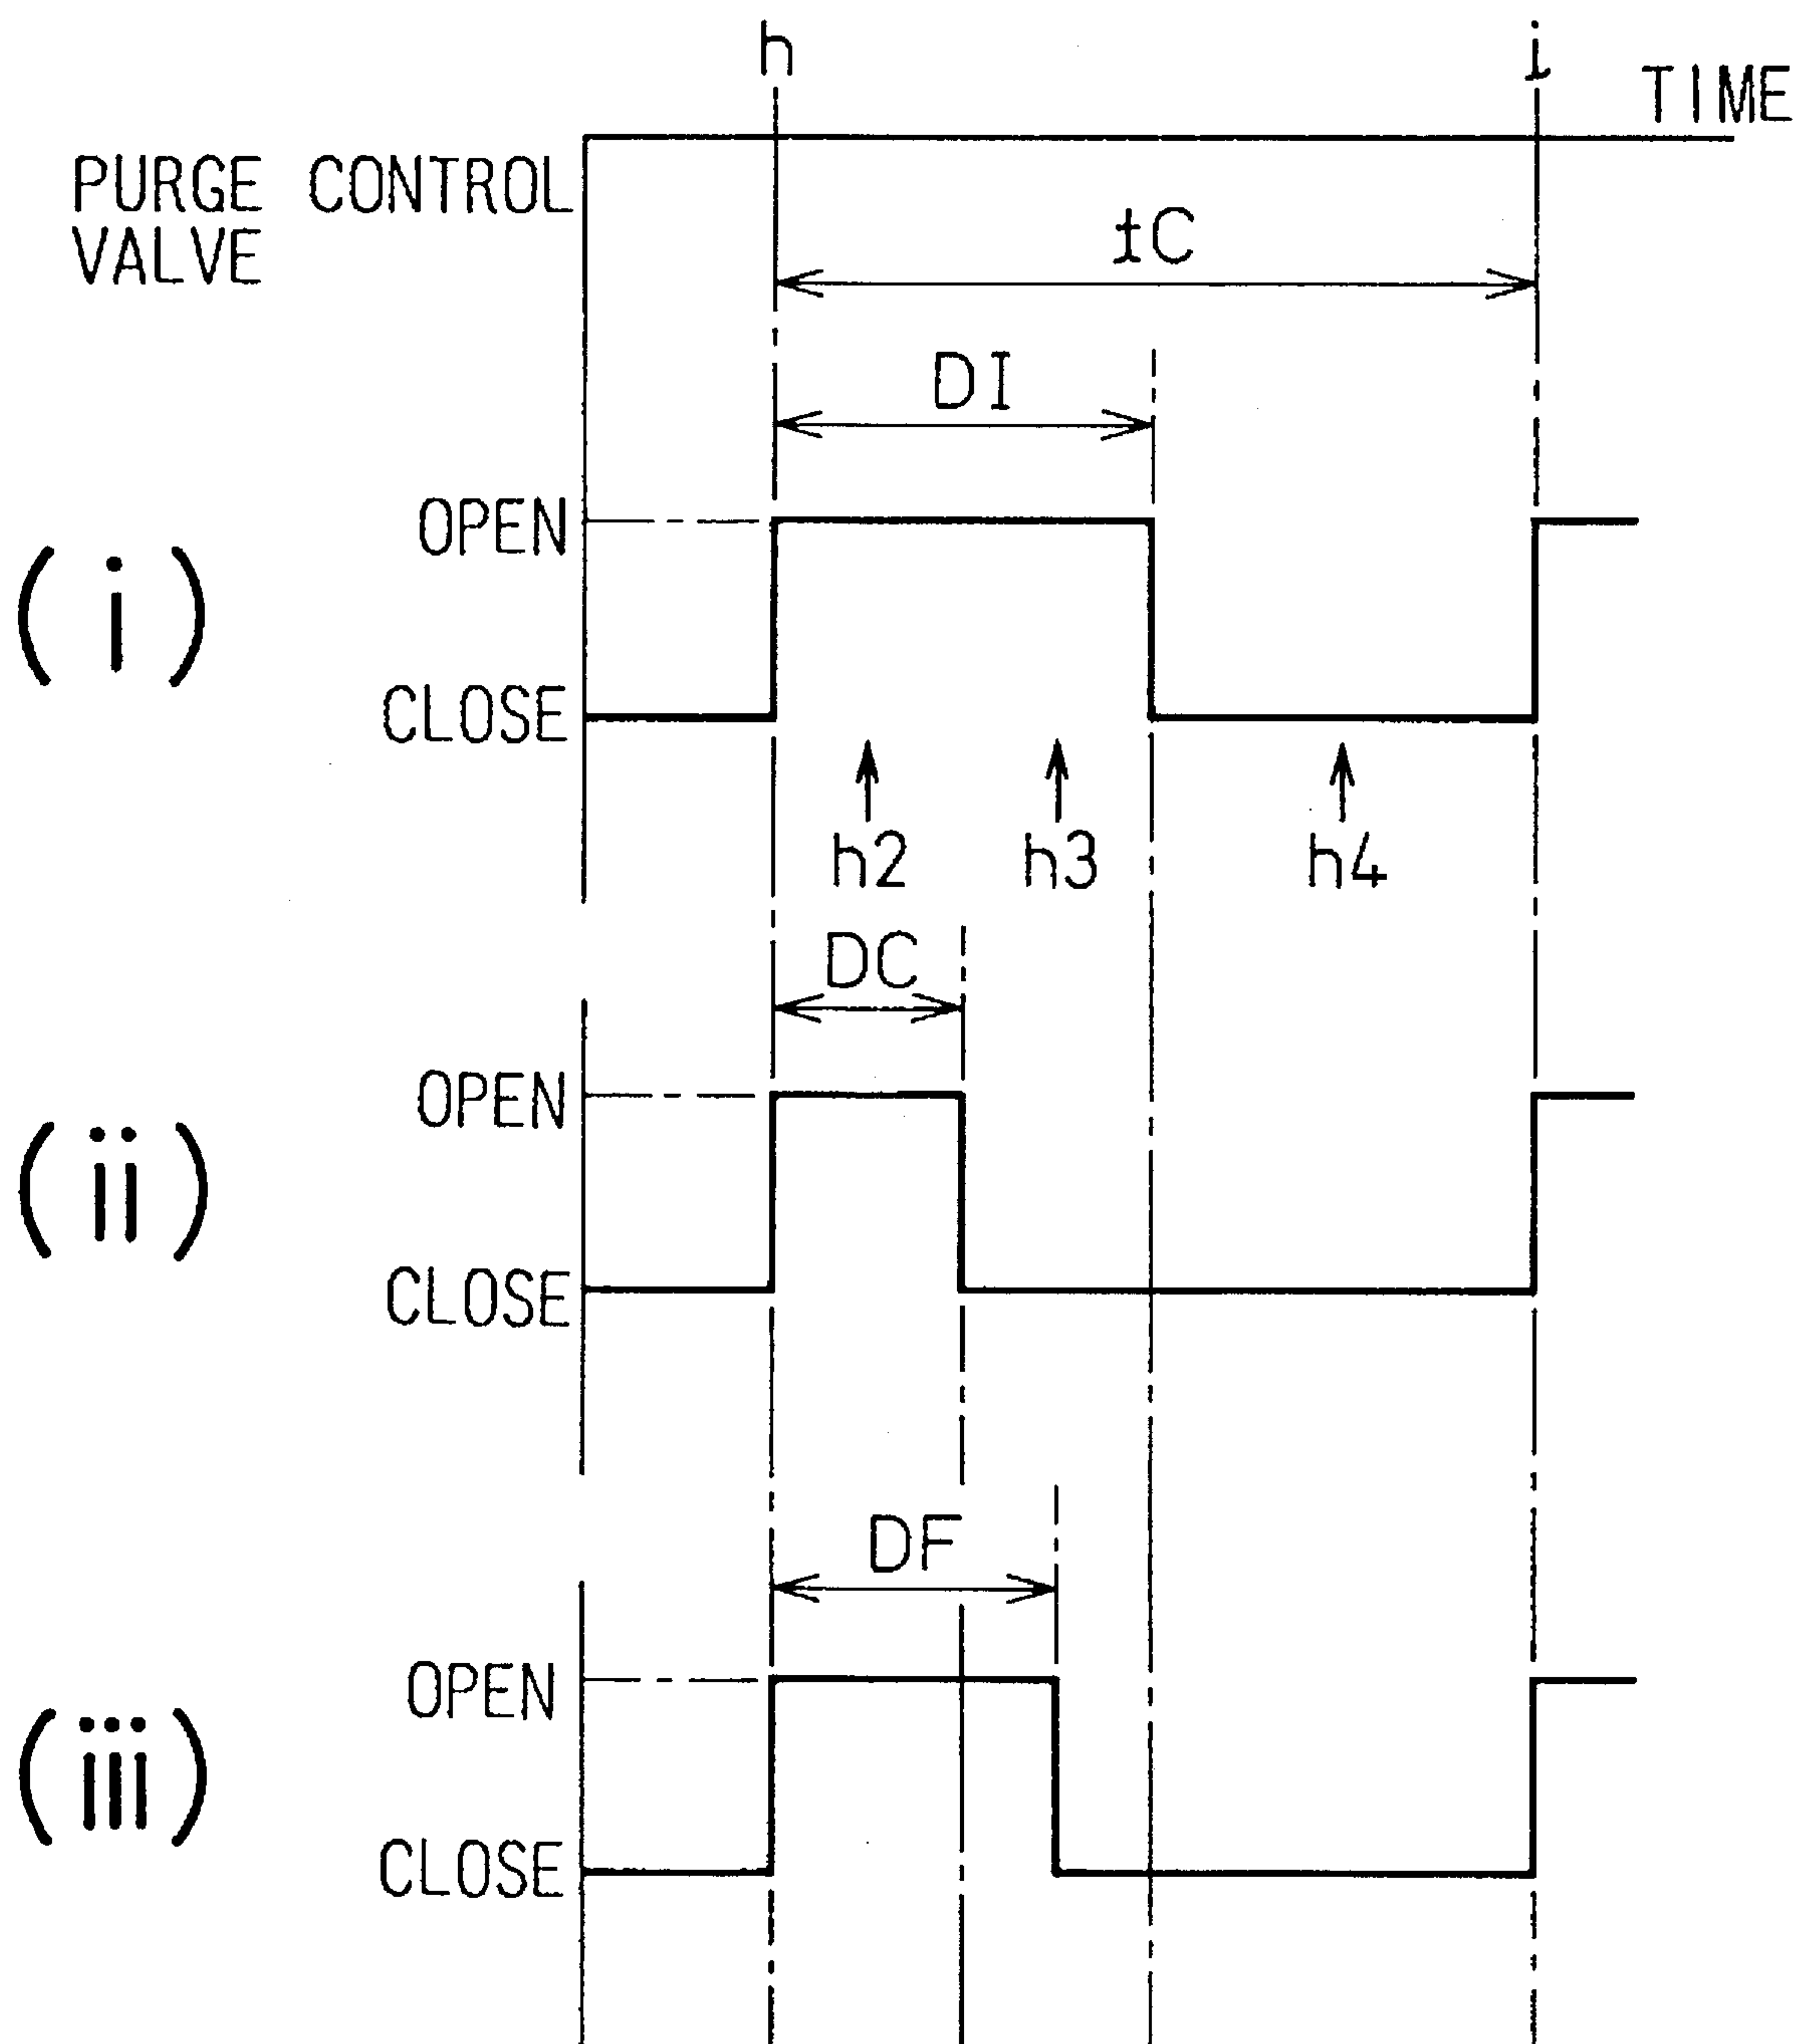 h
i
TIME
PURGE CONTROL
VALVE
tC
DI
OPEN
(i)
CLOSE
h2 h3 h4
DC
OPEN
(ii)
CLOSE
DF
OPEN
(iii)
CLOSE